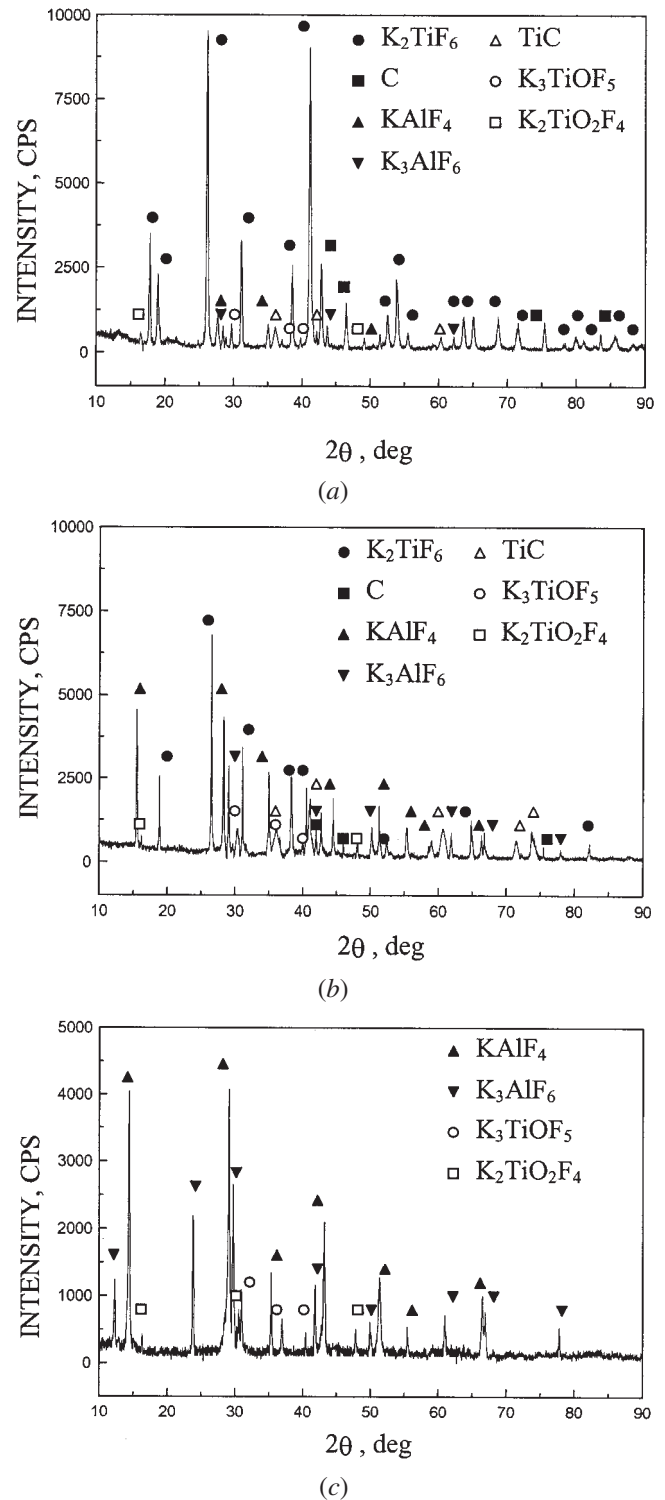 10000
● K₂TiF₆ △ TiC
7500
■ C ○ K₃TiOF₅
▲ KAlF₄ □ K₂TiO₂F₄
▼ K₃AlF₆
5000
2500
0
INTENSITY, CPS
10 20 30 40 50 60 70 80 90
2θ , deg
(a)
10000
● K₂TiF₆ △ TiC
■ C ○ K₃TiOF₅
7500
▲ KAlF₄ □ K₂TiO₂F₄
▼ K₃AlF₆
5000
2500
0
INTENSITY, CPS
10 20 30 40 50 60 70 80 90
2θ , deg
(b)
5000
▲ KAlF₄
4000
▼ K₃AlF₆
○ K₃TiOF₅
3000
□ K₂TiO₂F₄
2000
1000
0
INTENSITY, CPS
10 20 30 40 50 60 70 80 90
2θ , deg
(c)